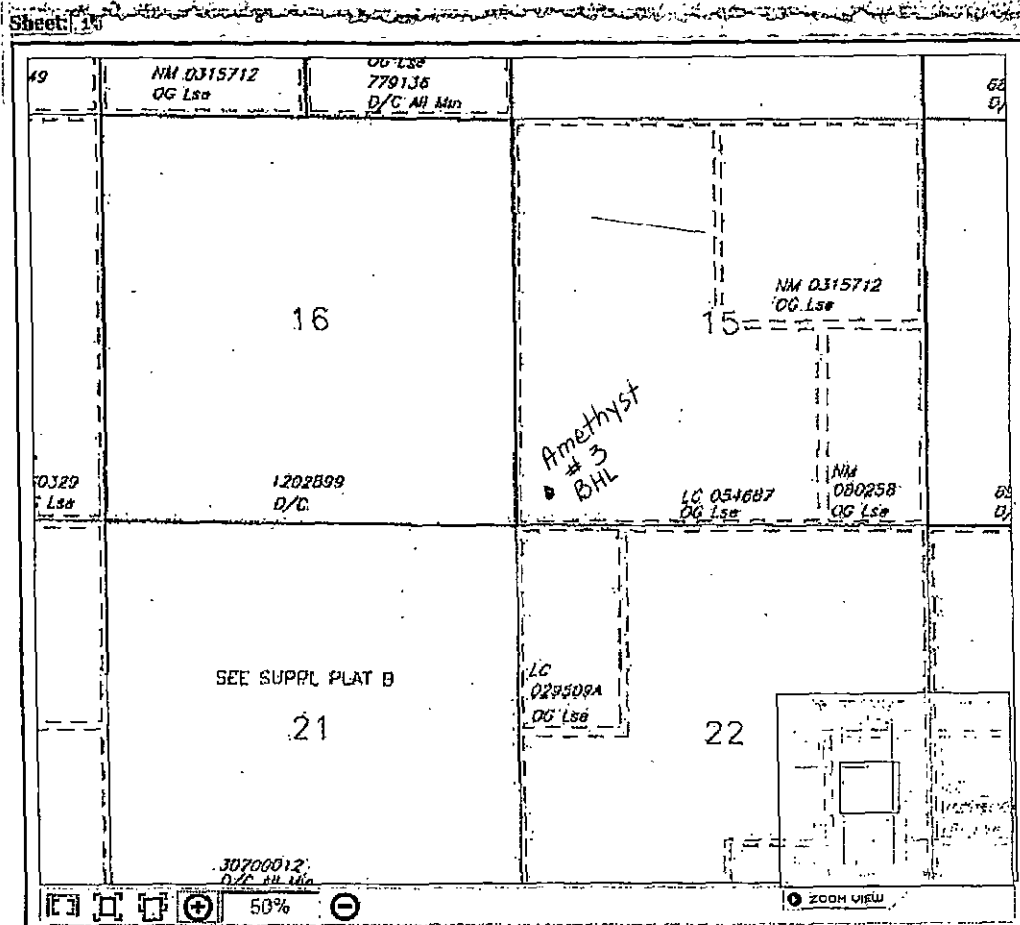 Sheet:
49
NM 0315712
OG Lse
OG Lse
779136
D/C All Min
68
D/
16
NM 0315712
OG Lse
15
Amethyst
# 3
BHL
0329
Lse
1202899
D/C
LC 054687
OG Lse
NM
080258
OG Lse
D/
SEE SUPPL PLAT B
21
LC
029509A
OG Lse
22
30700012
D/C All Min
50%
ZOOM VIEW